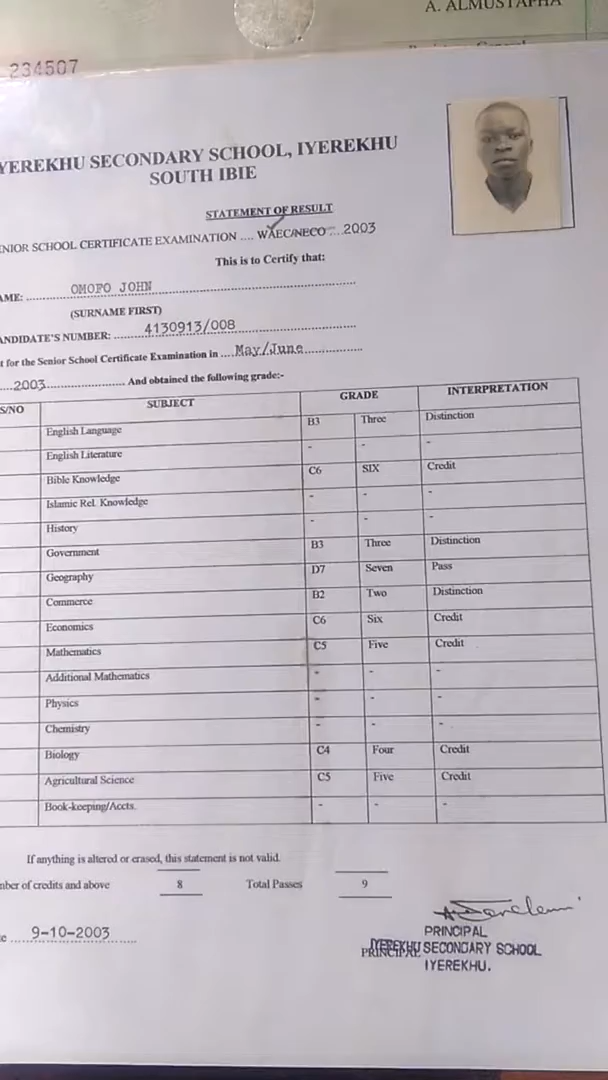 A. ALMUSTAPHA
234507
YEREKHU SECONDARY SCHOOL, IYEREKHU
SOUTH IBIE
STATEMENT OF RESULT
NIOR SCHOOL CERTIFICATE EXAMINATION .... WAEC/NECO ....2003
This is to Certify that:
AME: OMOFO JOHN
(SURNAME FIRST)
ANDIDATE'S NUMBER: 4130913/008
t for the Senior School Certificate Examination in ....May/June
....2003 And obtained the following grade:-
S/NO SUBJECT GRADE INTERPRETATION
English Language B3 Three Distinction
English Literature - - -
Bible Knowledge C6 SIX Credit
Islamic Rel. Knowledge - - -
History - - -
Government B3 Three Distinction
Geography D7 Seven Pass
Commerce B2 Two Distinction
Economics C6 Six Credit
Mathematics C5 Five Credit
Additional Mathematics - - -
Physics - - -
Chemistry - - -
Biology C4 Four Credit
Agricultural Science C5 Five Credit
Book-keeping/Accts. - - -
If anything is altered or erased, this statement is not valid.
mber of credits and above 8 Total Passes 9
e 9-10-2003
PRINCIPAL
PRINCIPAL IYEREKHU SECONDARY SCHOOL
IYEREKHU.